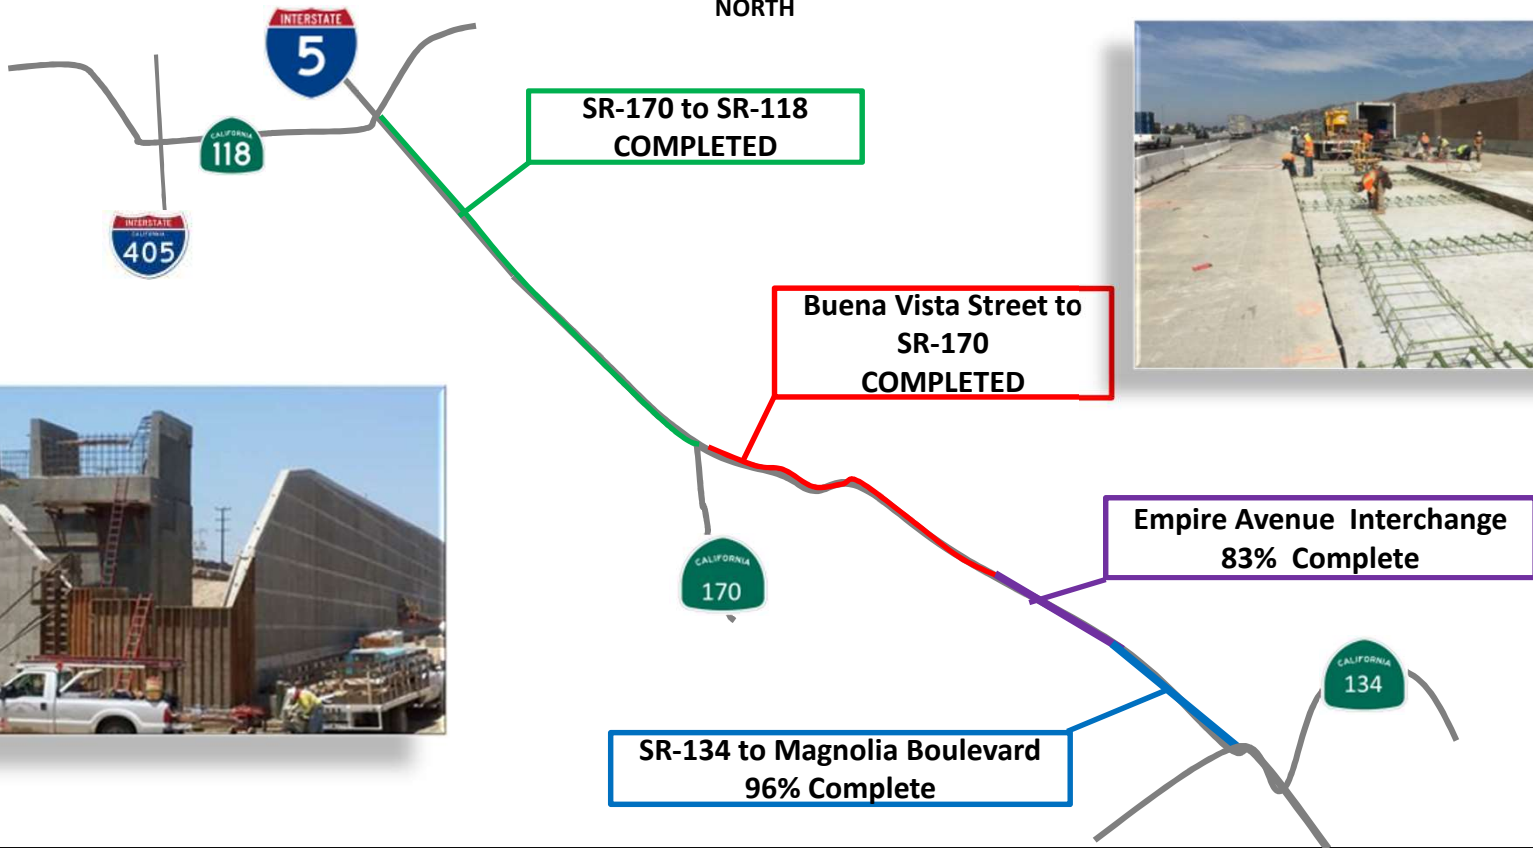 NORTH
INTERSTATE
5
SR-170 to SR-118
COMPLETED
CALIFORNIA
118
INTERSTATE
CALIFORNIA
405
Buena Vista Street to
SR-170
COMPLETED
Empire Avenue Interchange
83% Complete
CALIFORNIA
170
CALIFORNIA
134
SR-134 to Magnolia Boulevard
96% Complete